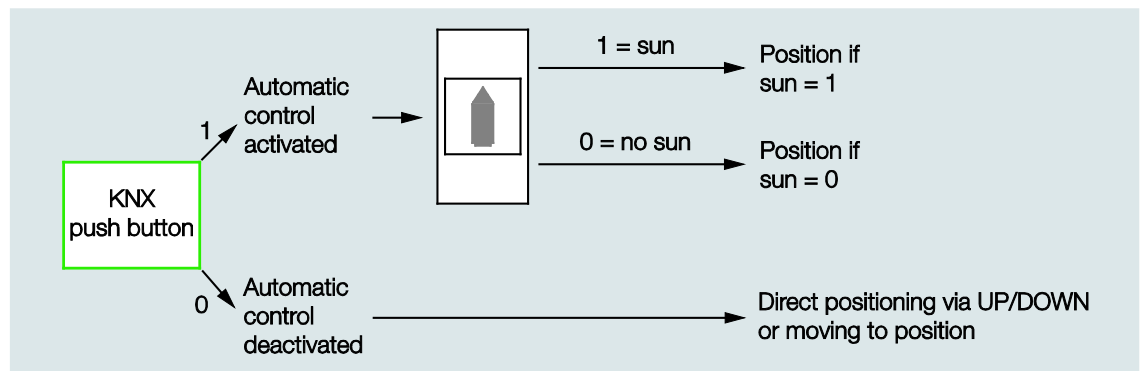 KNX
push button
1
Automatic
control
activated
1 = sun
Position if
sun = 1
0 = no sun
Position if
sun = 0
0
Automatic
control
deactivated
Direct positioning via UP/DOWN
or moving to position